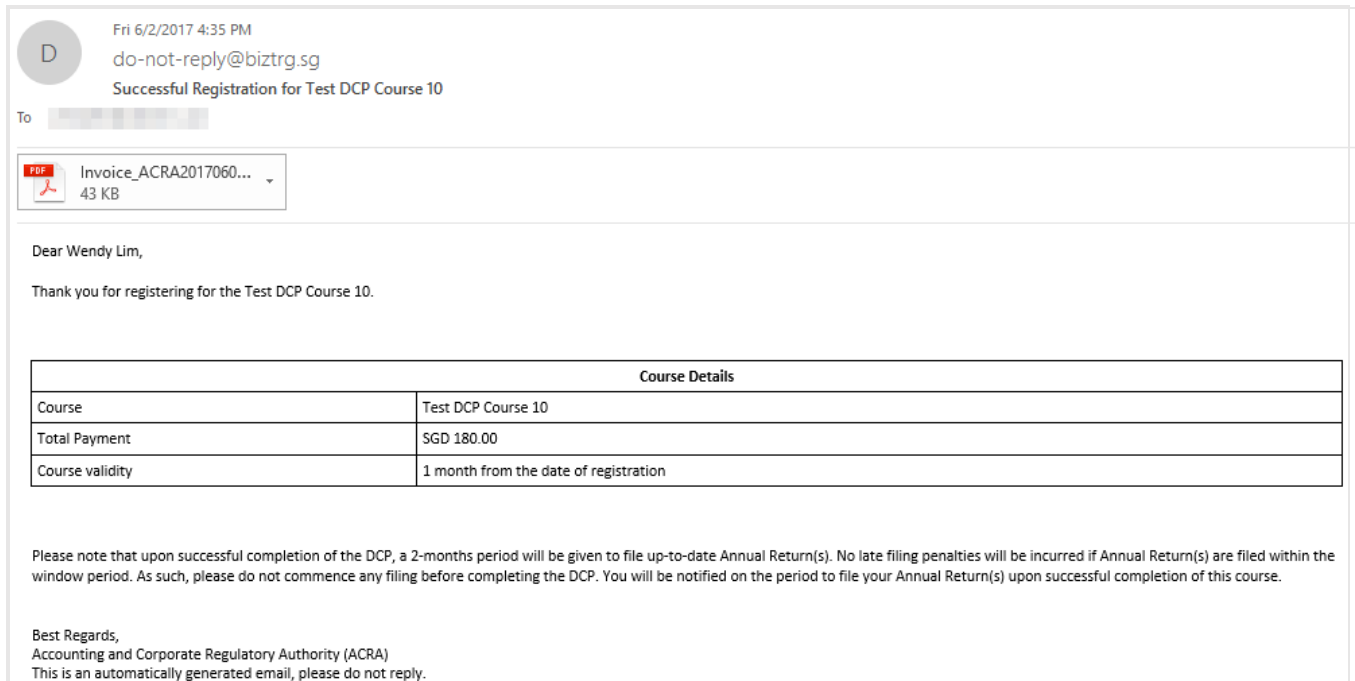 D
Fri 6/2/2017 4:35 PM
do-not-reply@biztrg.sg
Successful Registration for Test DCP Course 10
To
PDF
Invoice_ACRA2017060...
43 KB
Dear Wendy Lim,
Thank you for registering for the Test DCP Course 10.
Course Details
Course Test DCP Course 10
Total Payment SGD 180.00
Course validity 1 month from the date of registration
Please note that upon successful completion of the DCP, a 2-months period will be given to file up-to-date Annual Return(s). No late filing penalties will be incurred if Annual Return(s) are filed within the
window period. As such, please do not commence any filing before completing the DCP. You will be notified on the period to file your Annual Return(s) upon successful completion of this course.
Best Regards,
Accounting and Corporate Regulatory Authority (ACRA)
This is an automatically generated email, please do not reply.